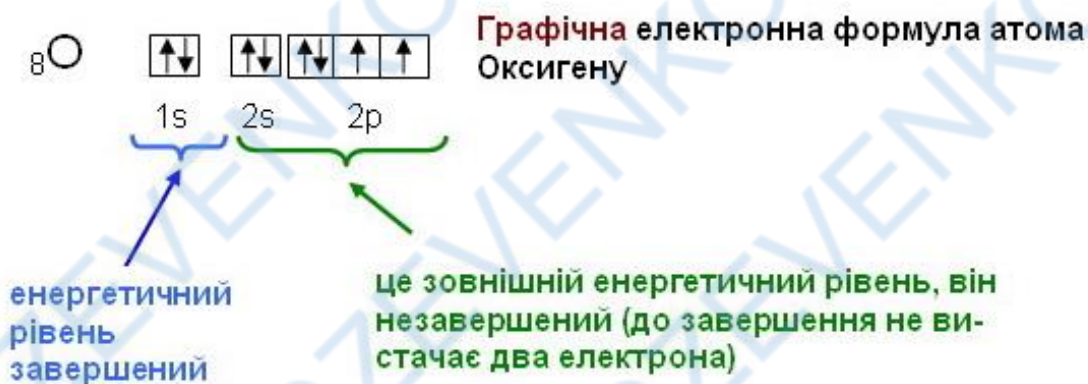 Графічна електронна формула атома
Оксигену
8O
1s 2s 2p
енергетичний
рівень
завершений
це зовнішній енергетичний рівень, він
незавершений (до завершення не ви-
стачає два електрона)